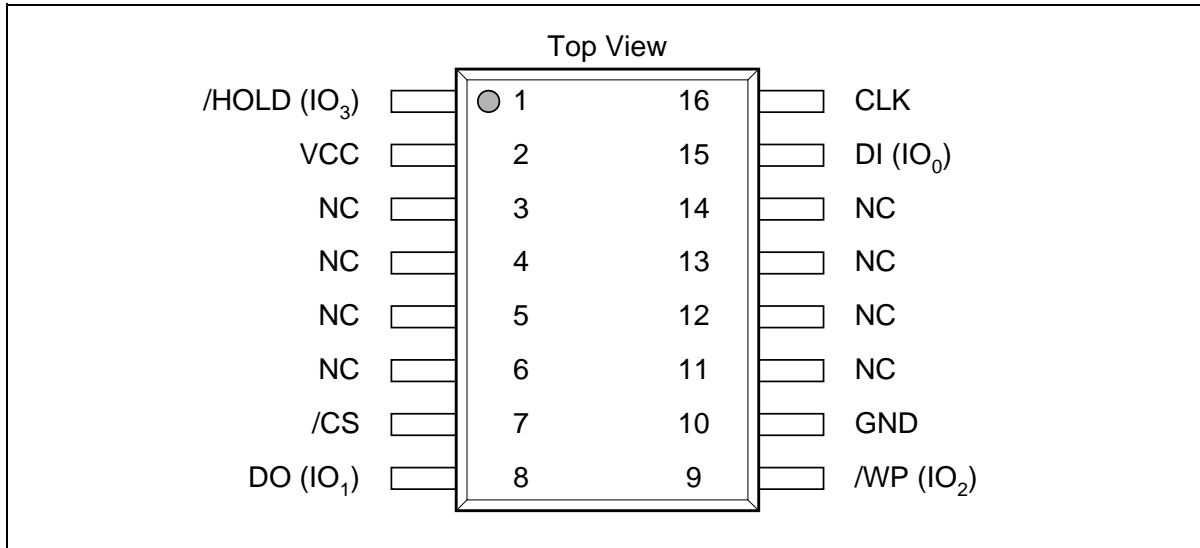 Top View
/HOLD (IO3) 1 16 CLK
VCC 2 15 DI (IO0)
NC 3 14 NC
NC 4 13 NC
NC 5 12 NC
NC 6 11 NC
/CS 7 10 GND
DO (IO1) 8 9 /WP (IO2)